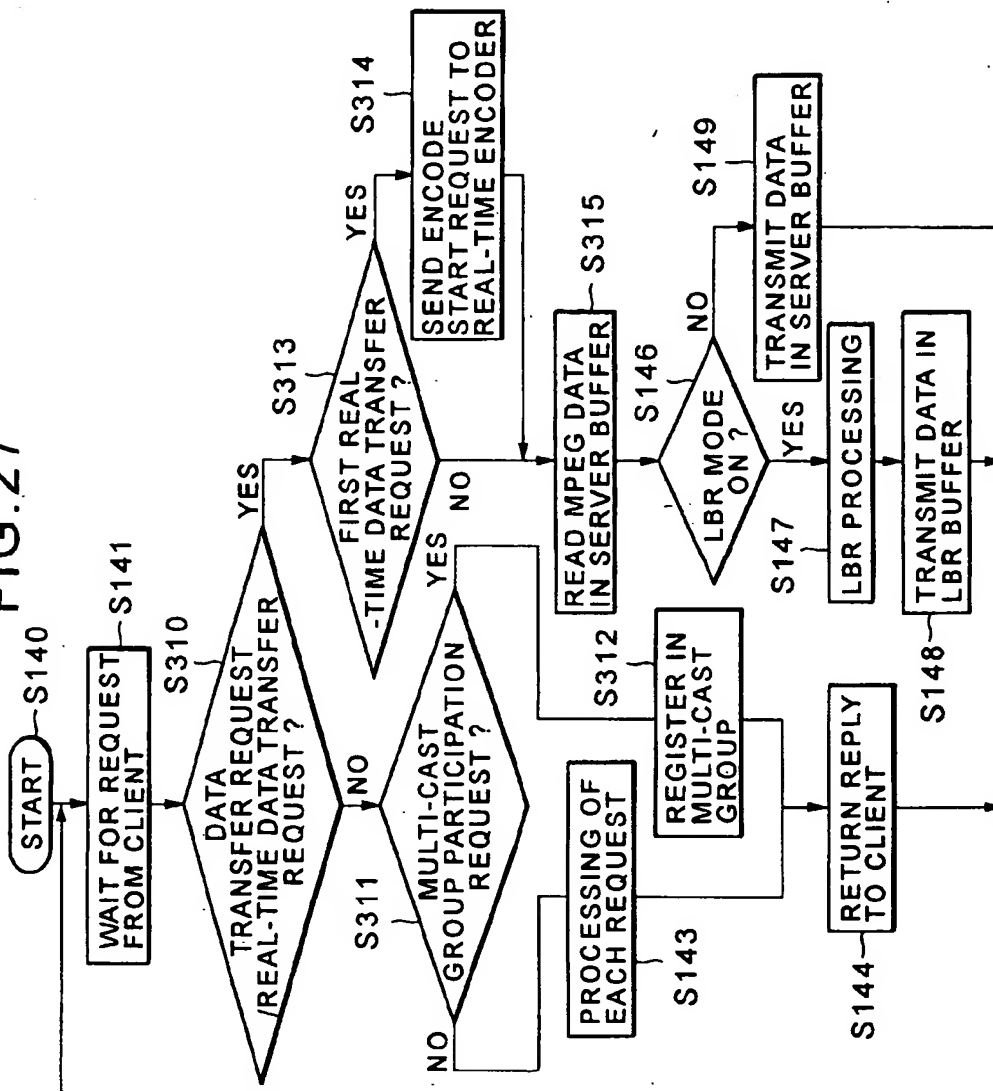 FIG.27
START
S140
WAIT FOR REQUEST
FROM CLIENT
S141
DATA
TRANSFER REQUEST
/REAL-TIME DATA TRANSFER
REQUEST ?
S310
YES
NO
FIRST REAL
-TIME DATA TRANSFER
REQUEST ?
S313
YES
NO
SEND ENCODE
START REQUEST TO
REAL-TIME ENCODER
S314
MULTI-CAST
GROUP PARTICIPATION
REQUEST ?
S311
YES
NO
READ MPEG DATA
IN SERVER BUFFER
S315
PROCESSING OF
EACH REQUEST
S143
REGISTER IN
MULTI-CAST
GROUP
S312
LBR MODE
ON ?
S146
NO
YES
TRANSMIT DATA
IN SERVER BUFFER
S149
LBR PROCESSING
S147
TRANSMIT DATA IN
LBR BUFFER
S148
RETURN REPLY
TO CLIENT
S144